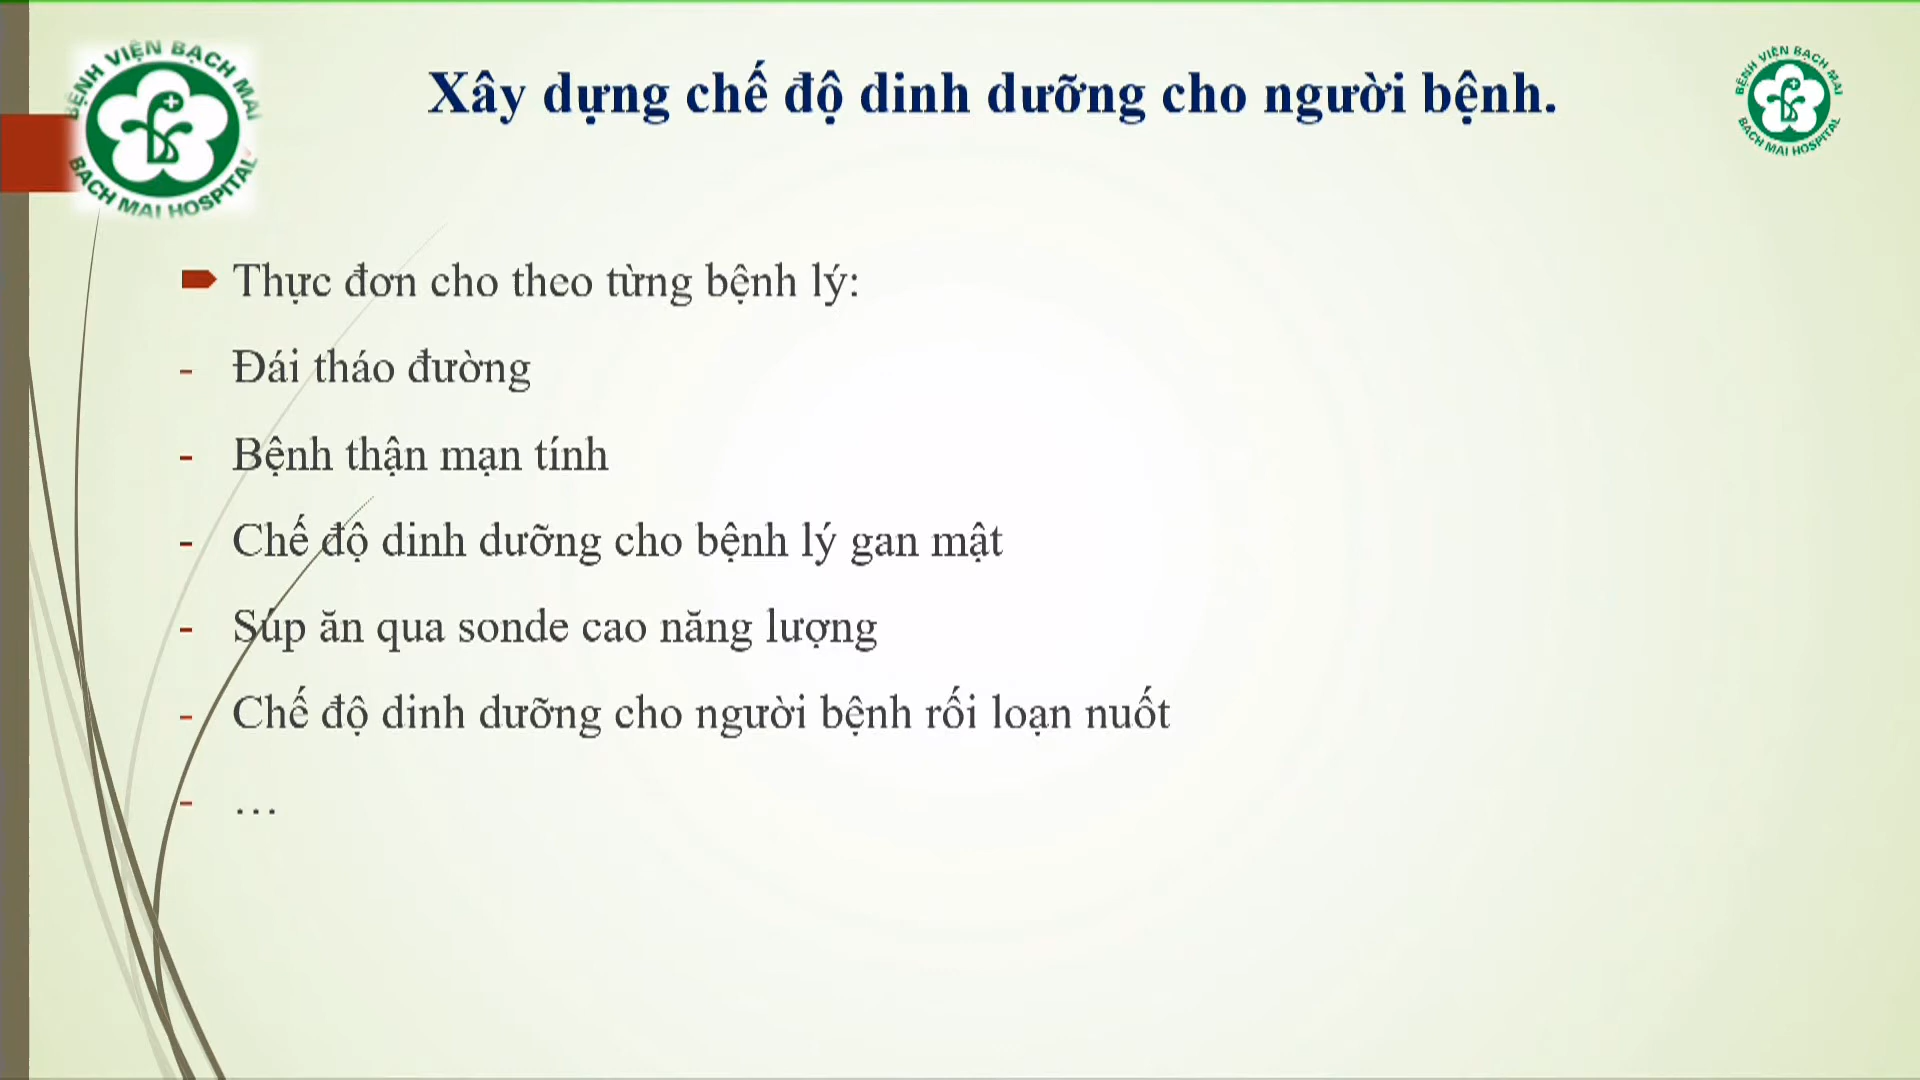 BỆNH VIỆN BẠCH MAI
BACH MAI HOSPITAL
Xây dựng chế độ dinh dưỡng cho người bệnh.
BỆNH VIỆN BẠCH MAI
BACH MAI HOSPITAL
Thực đơn cho theo từng bệnh lý:
- Đái tháo đường
- Bệnh thận mạn tính
- Chế độ dinh dưỡng cho bệnh lý gan mật
- Súp ăn qua sonde cao năng lượng
- Chế độ dinh dưỡng cho người bệnh rối loạn nuốt
- …